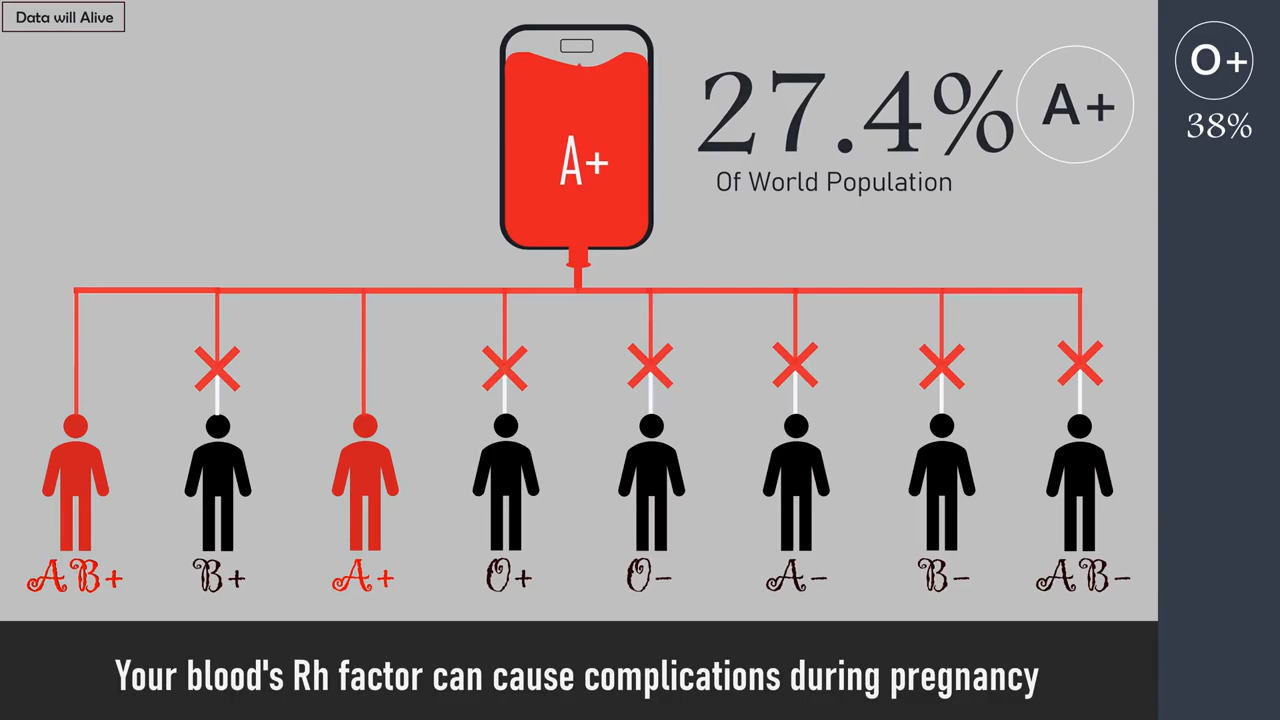 Data will Alive
A+
27.4%
A+
Of World Population
O+
38%
AB+ B+ A+ O+ O- A- B- AB-
Your blood's Rh factor can cause complications during pregnancy